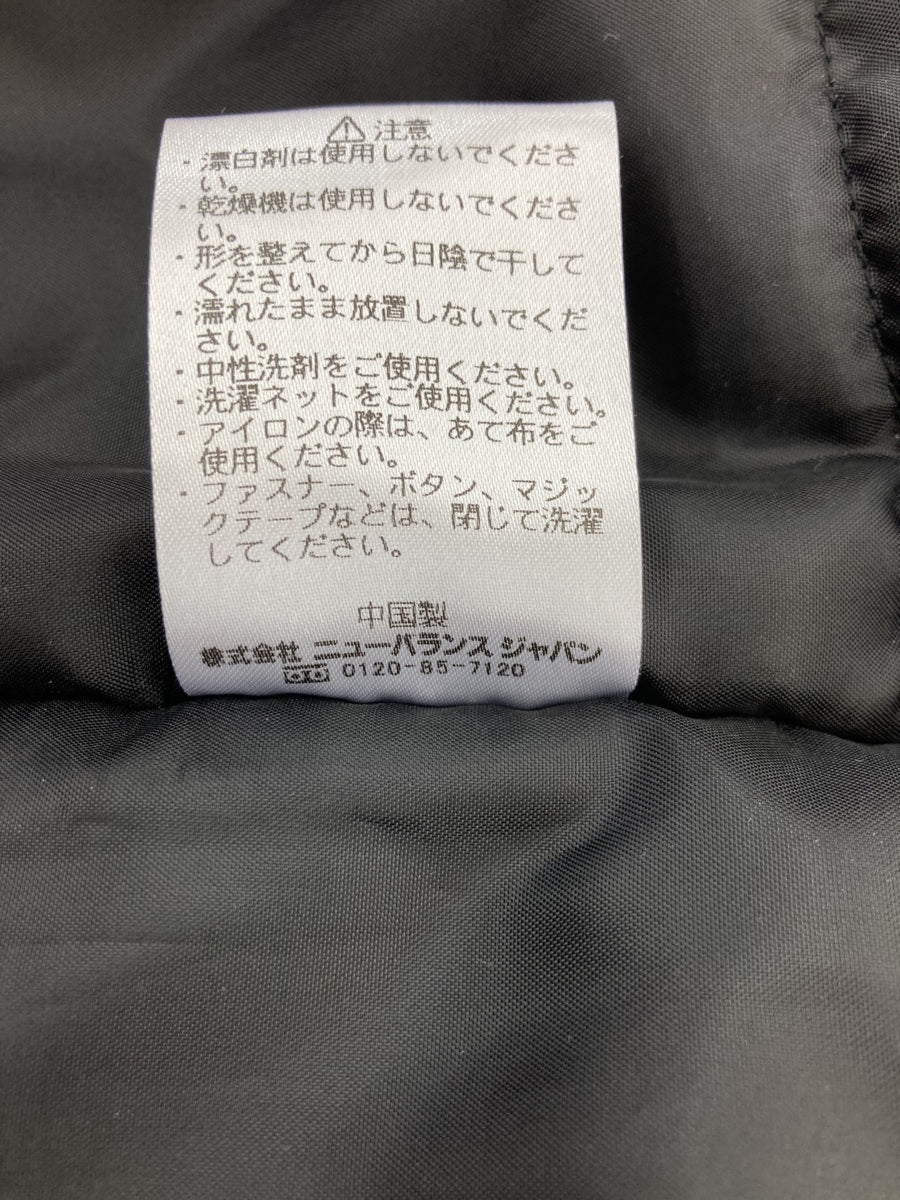 ⚠ 注意
・漂白剤は使用しないでくださ
い。
・乾燥機は使用しないでくださ
い。
・形を整えてから日陰で干して
ください。
・濡れたまま放置しないでくだ
さい。
・中性洗剤をご使用ください。
・洗濯ネットをご使用ください。
・アイロンの際は、あて布をご
使用ください。
・ファスナー、ボタン、マジッ
クテープなどは、閉じて洗濯
してください。
中国製
株式会社 ニューバランス ジャパン
0120-85-7120